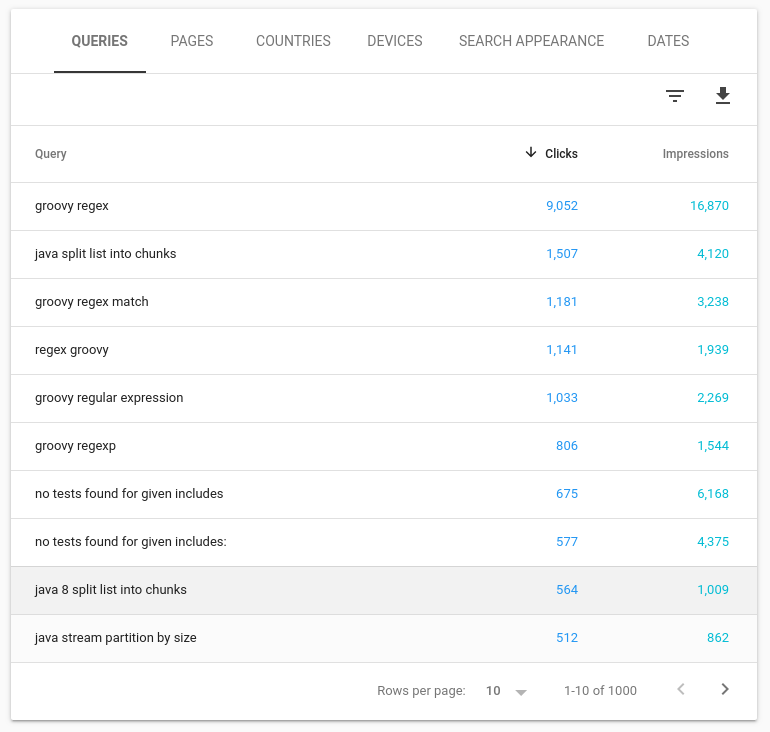 QUERIES PAGES COUNTRIES DEVICES SEARCH APPEARANCE DATES
Query Clicks Impressions
groovy regex 9,052 16,870
java split list into chunks 1,507 4,120
groovy regex match 1,181 3,238
regex groovy 1,141 1,939
groovy regular expression 1,033 2,269
groovy regexp 806 1,544
no tests found for given includes 675 6,168
no tests found for given includes: 577 4,375
java 8 split list into chunks 564 1,009
java stream partition by size 512 862
Rows per page: 10 1-10 of 1000